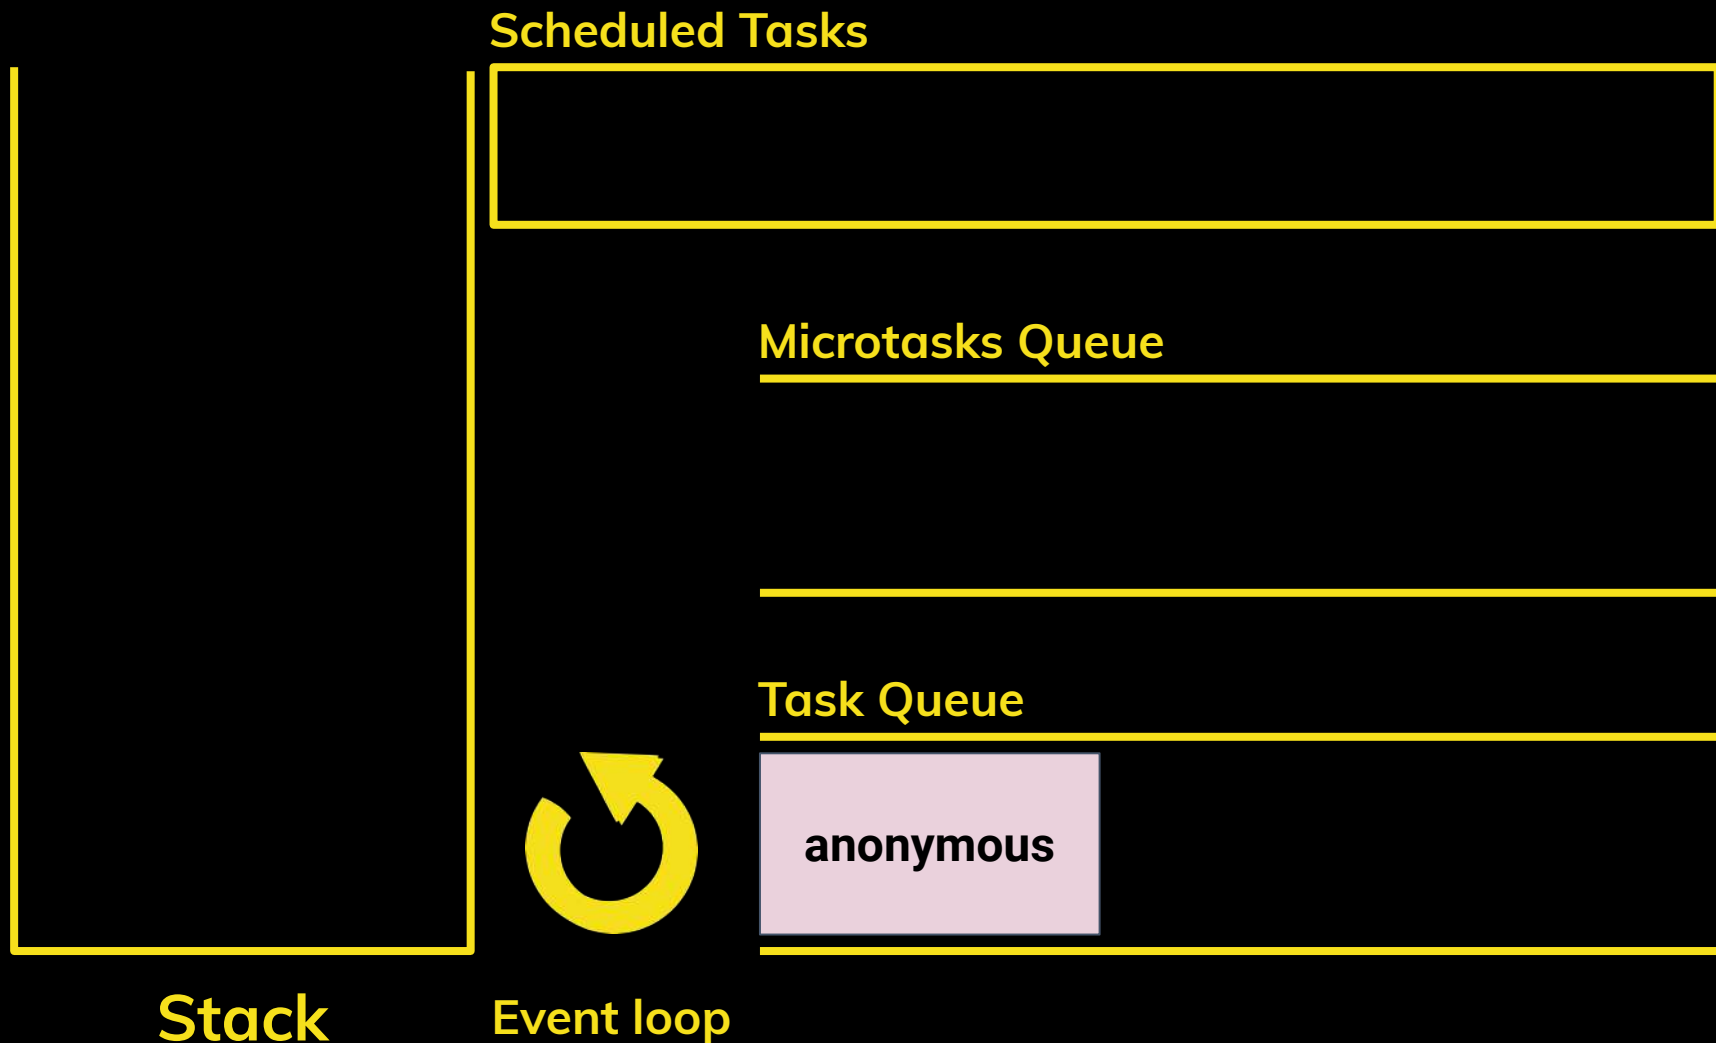 Scheduled Tasks
Microtasks Queue
Task Queue
anonymous
Stack
Event loop